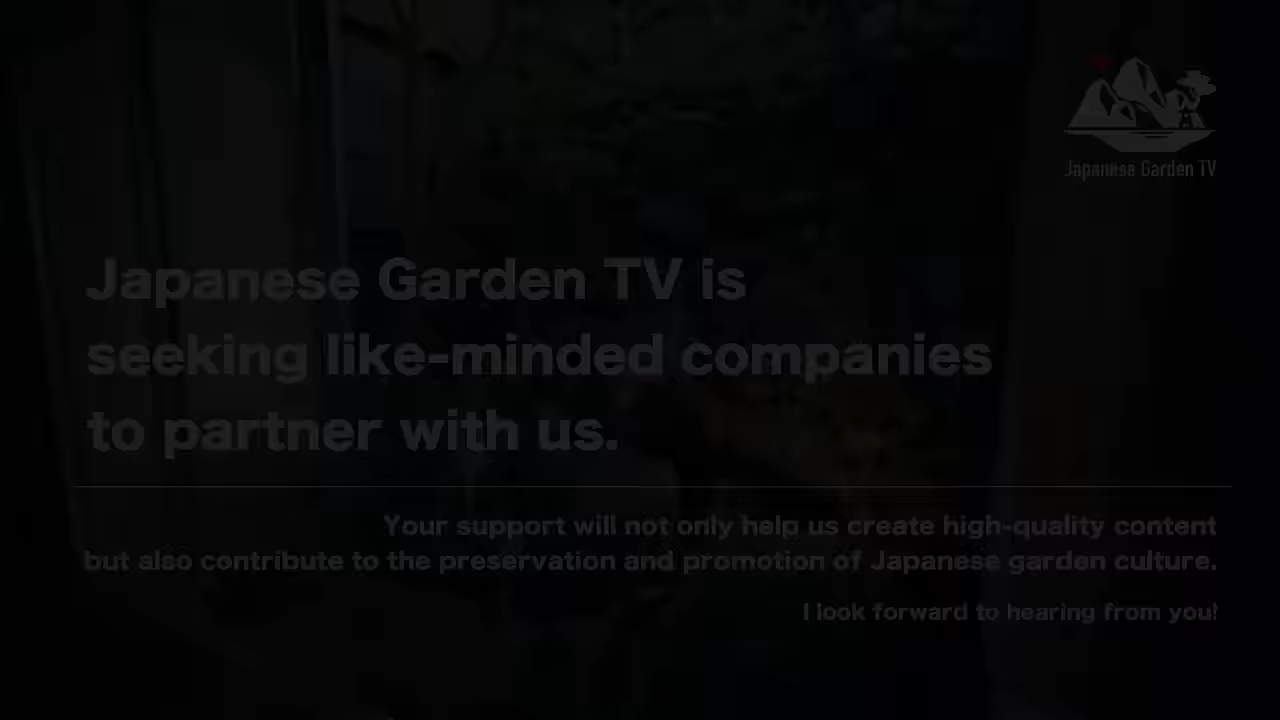 Japanese Garden TV
Japanese Garden TV is
seeking like-minded companies
to partner with us.
Your support will not only help us create high-quality content
but also contribute to the preservation and promotion of Japanese garden culture.
I look forward to hearing from you!